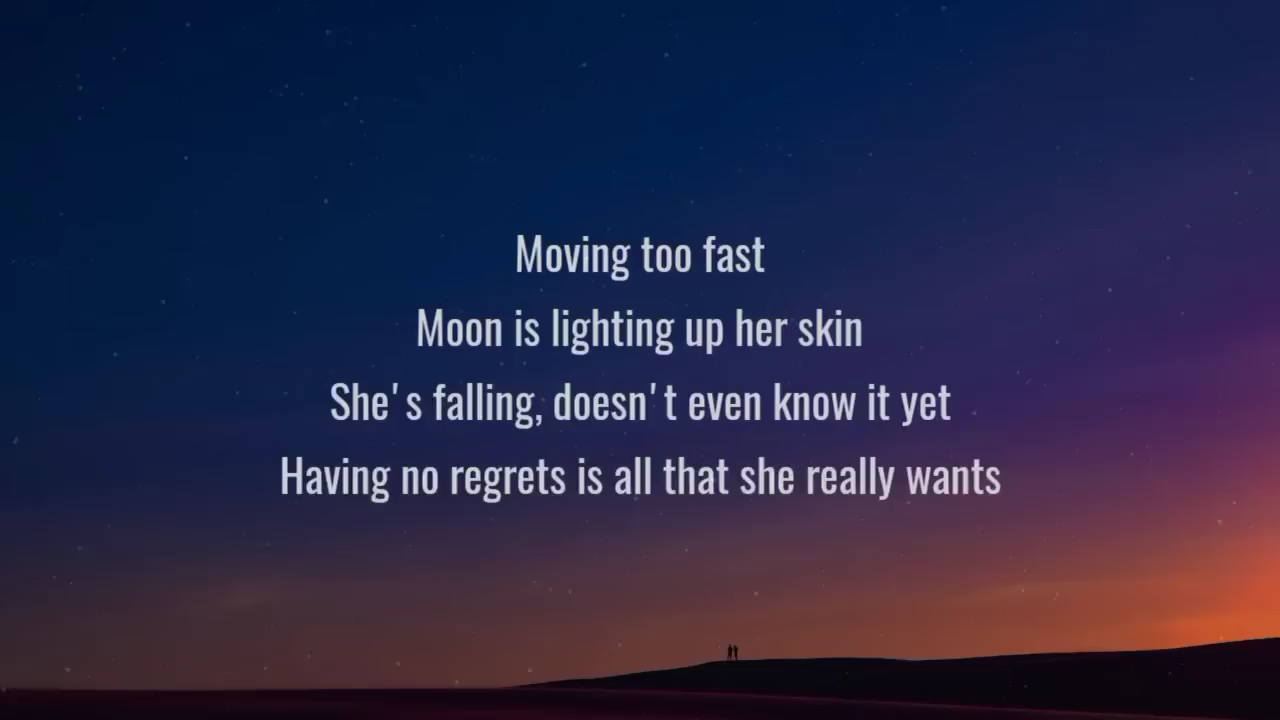 Moving too fast
Moon is lighting up her skin
She's falling, doesn't even know it yet
Having no regrets is all that she really wants